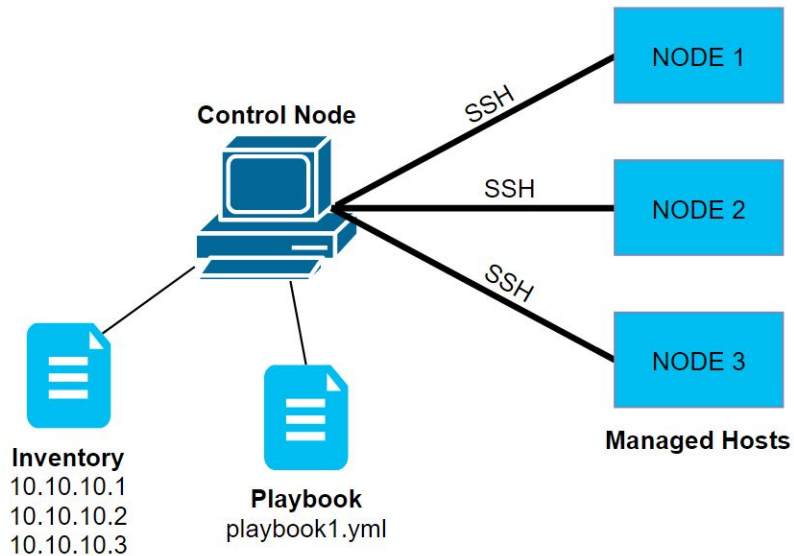 NODE 1
Control Node
SSH
SSH
NODE 2
SSH
NODE 3
Managed Hosts
Inventory
10.10.10.1
10.10.10.2
10.10.10.3
Playbook
playbook1.yml